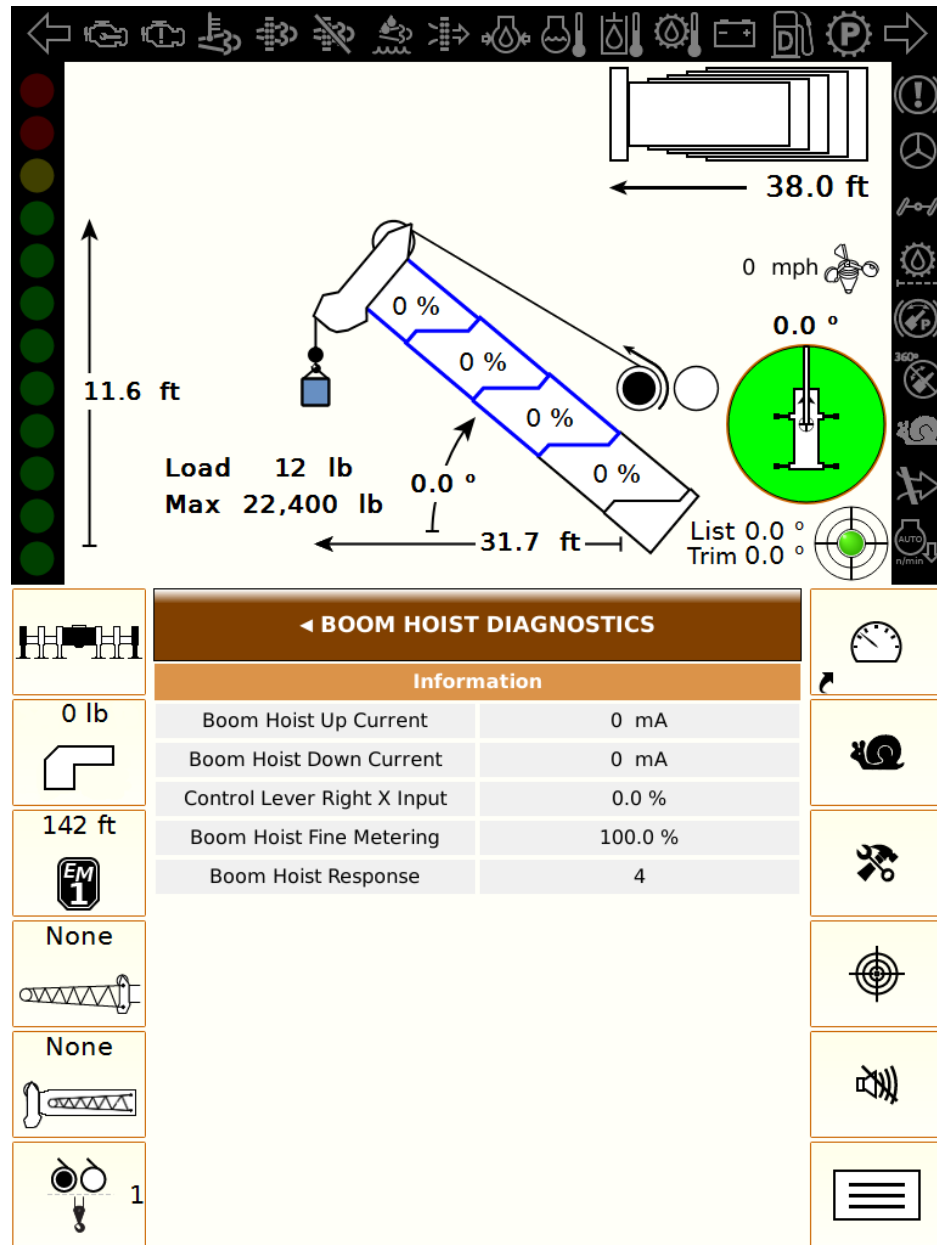 D
P
38.0 ft
0 mph
P
0.0 º
360º
0 %
0 %
11.6 ft
0 %
Load 12 lb
0.0 º
0 %
Max 22,400 lb
31.7 ft
List 0.0 º
Trim 0.0 º
AUTO
n/min
◂ BOOM HOIST DIAGNOSTICS
Information
0 lb
Boom Hoist Up Current 0 mA
Boom Hoist Down Current 0 mA
Control Lever Right X Input 0.0 %
142 ft
Boom Hoist Fine Metering 100.0 %
EM
1
Boom Hoist Response 4
None
None
1